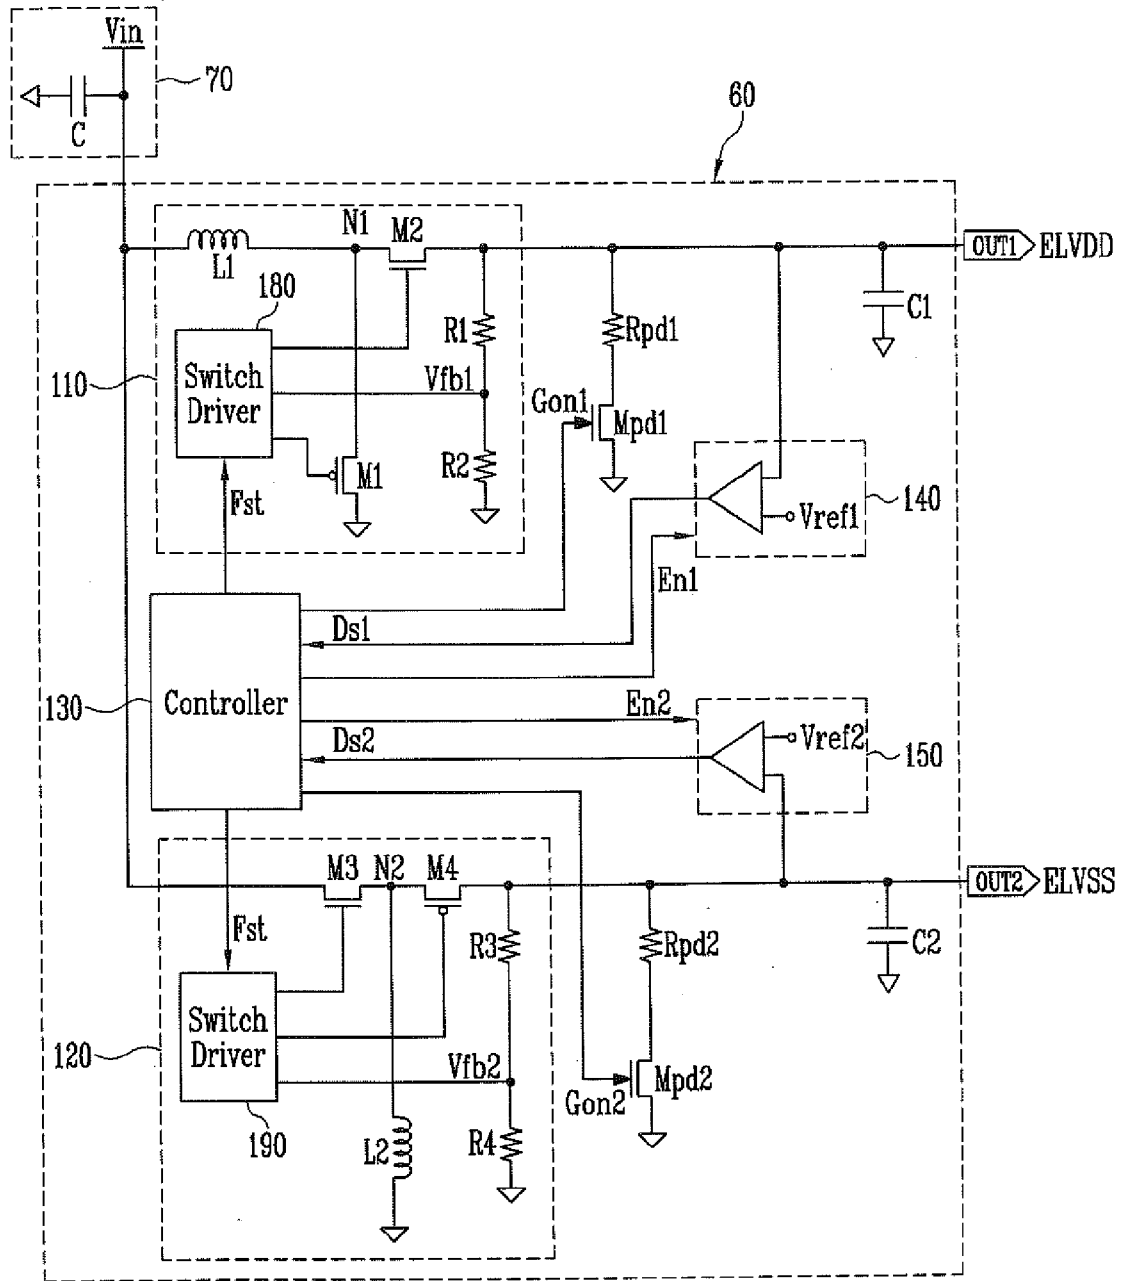 Vin
70
C
60
N1
M2
L1
OUT1 ELVDD
180
C1
R1
Rpd1
Switch
Driver
110
Vfb1
Gon1
Mpd1
R2
M1
Fst
Vref1
140
En1
Ds1
130
Controller
En2
Vref2
Ds2
150
M3
N2
M4
OUT2 ELVSS
Fst
R3
Rpd2
C2
Switch
Driver
120
Vfb2
Mpd2
Gon2
190
L2
R4